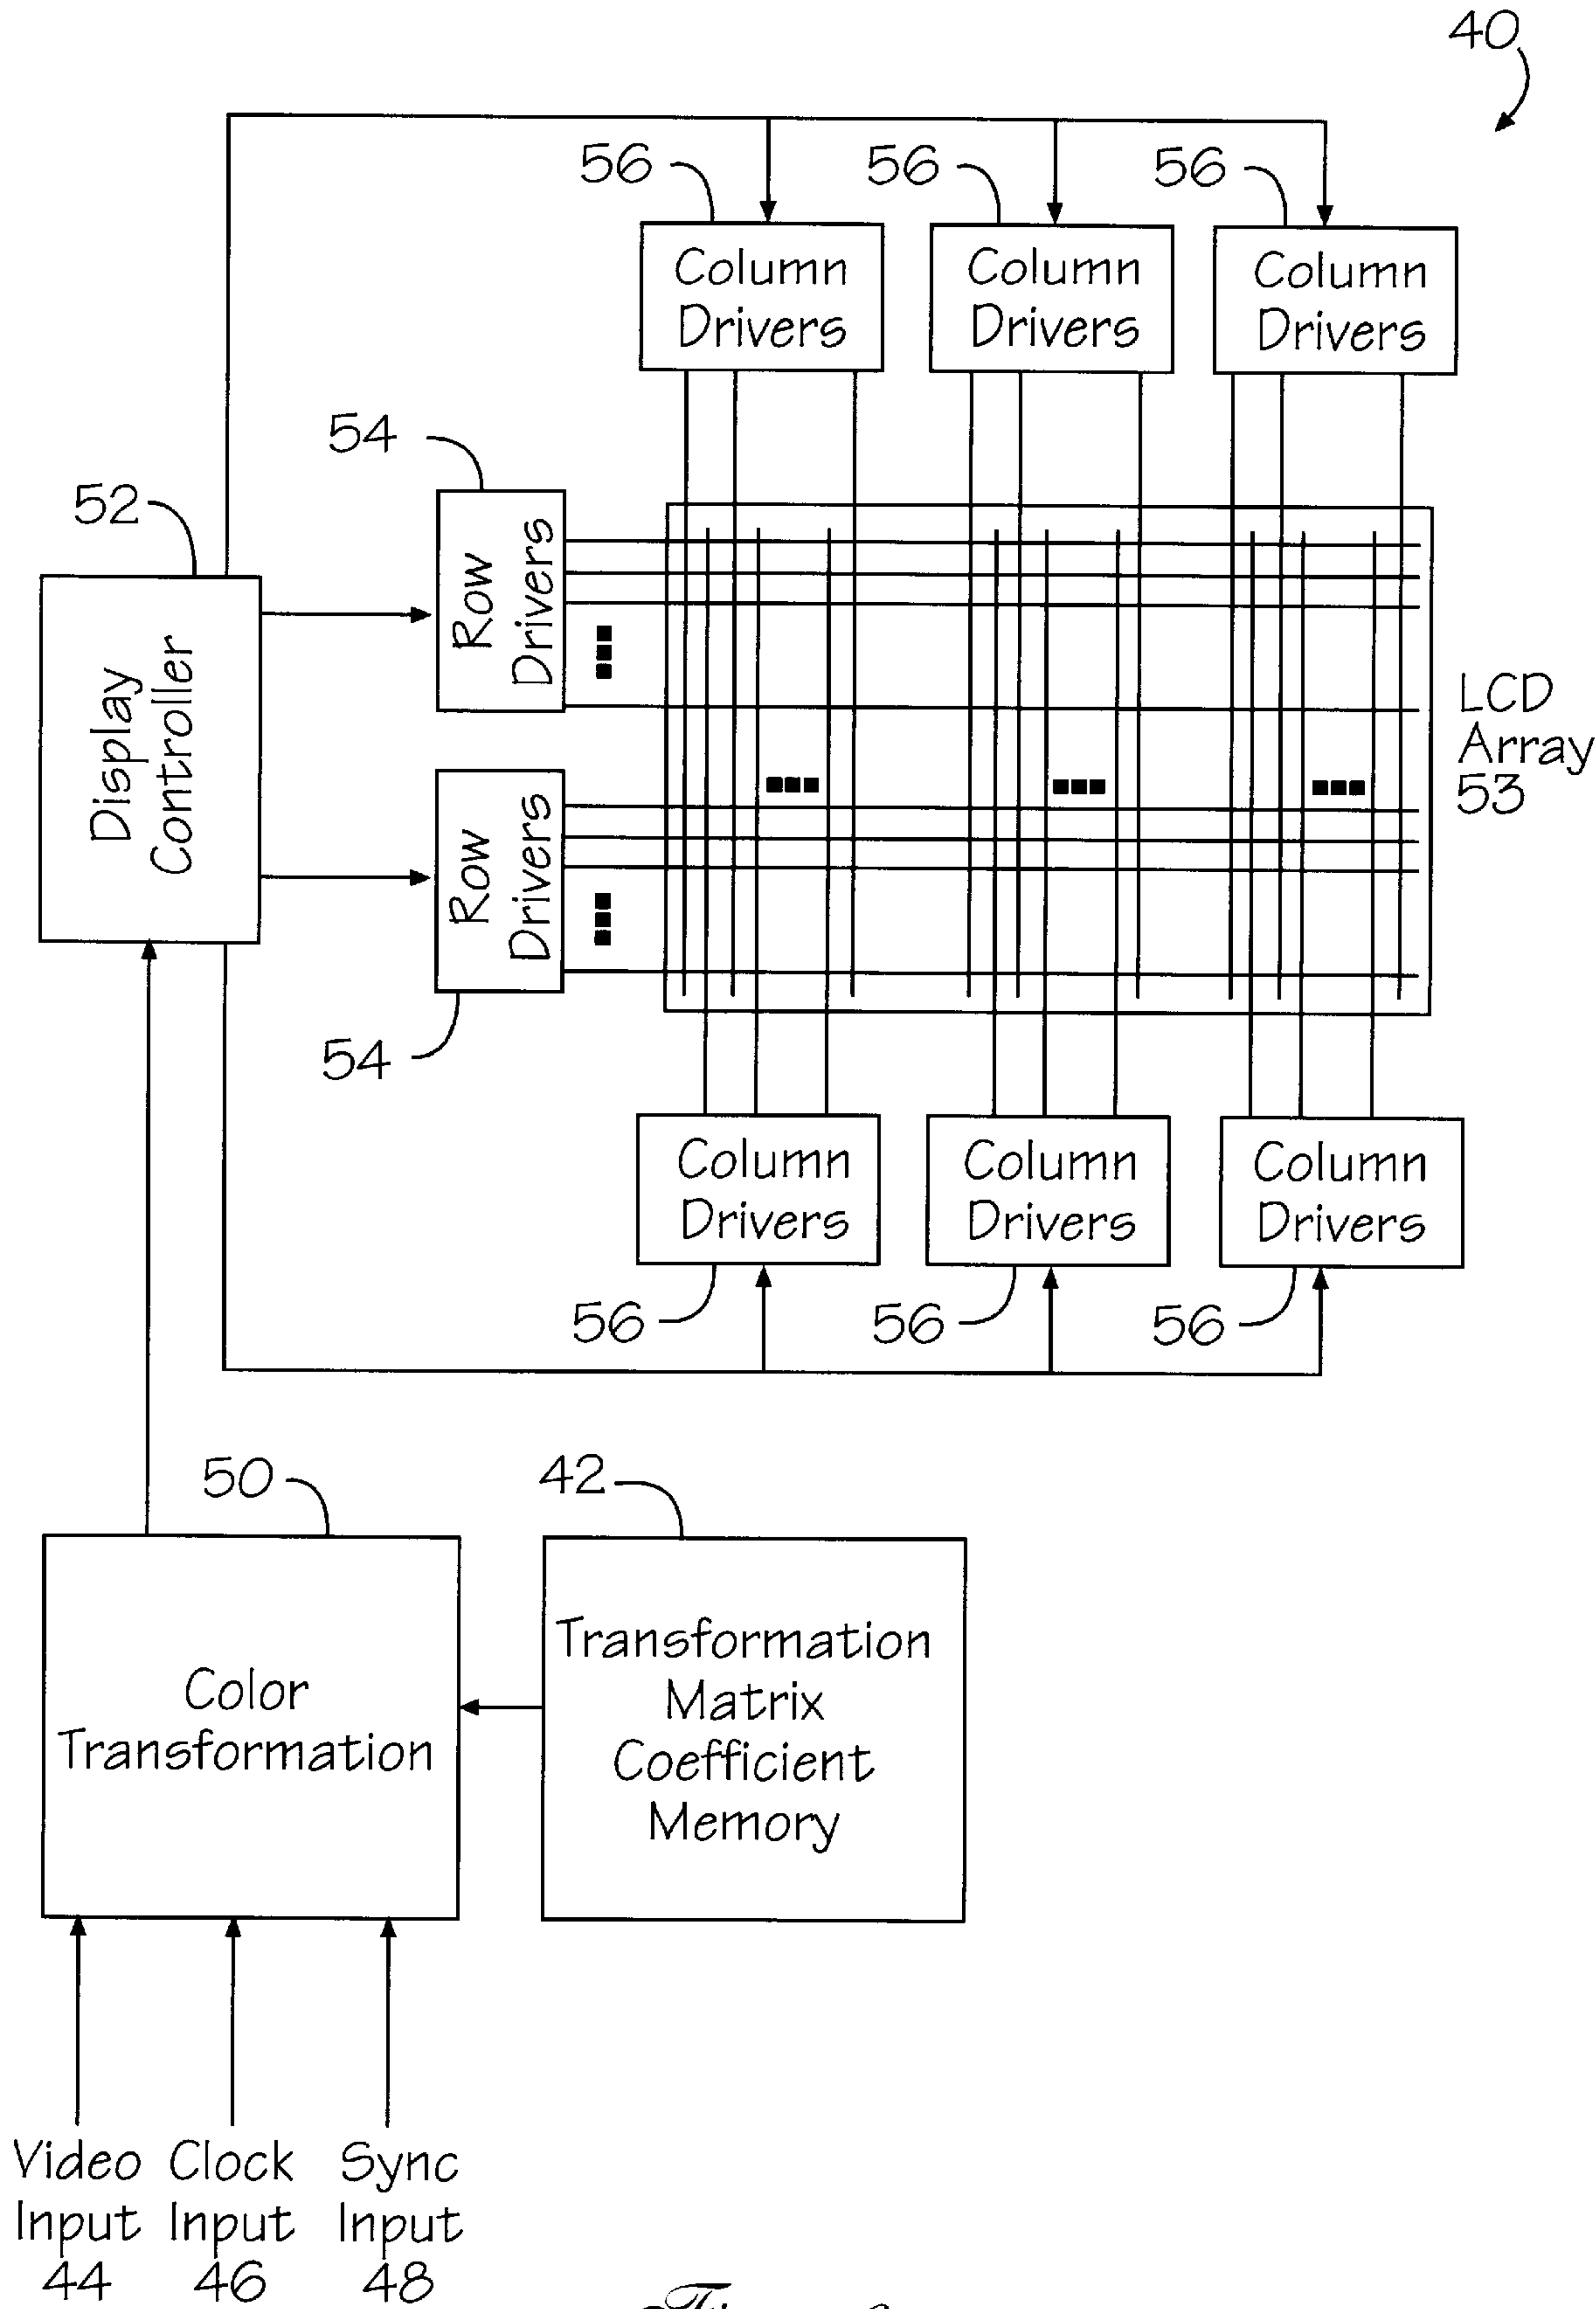 40
56
56
56
Column
Drivers
Column
Drivers
Column
Drivers
54
52
Row
Drivers
Display
Controller
LCD
Array
53
Row
Drivers
54
Column
Drivers
Column
Drivers
Column
Drivers
56
56
56
50
42
Color
Transformation
Transformation
Matrix
Coefficient
Memory
Video
Input
44
Clock
Input
46
Sync
Input
48